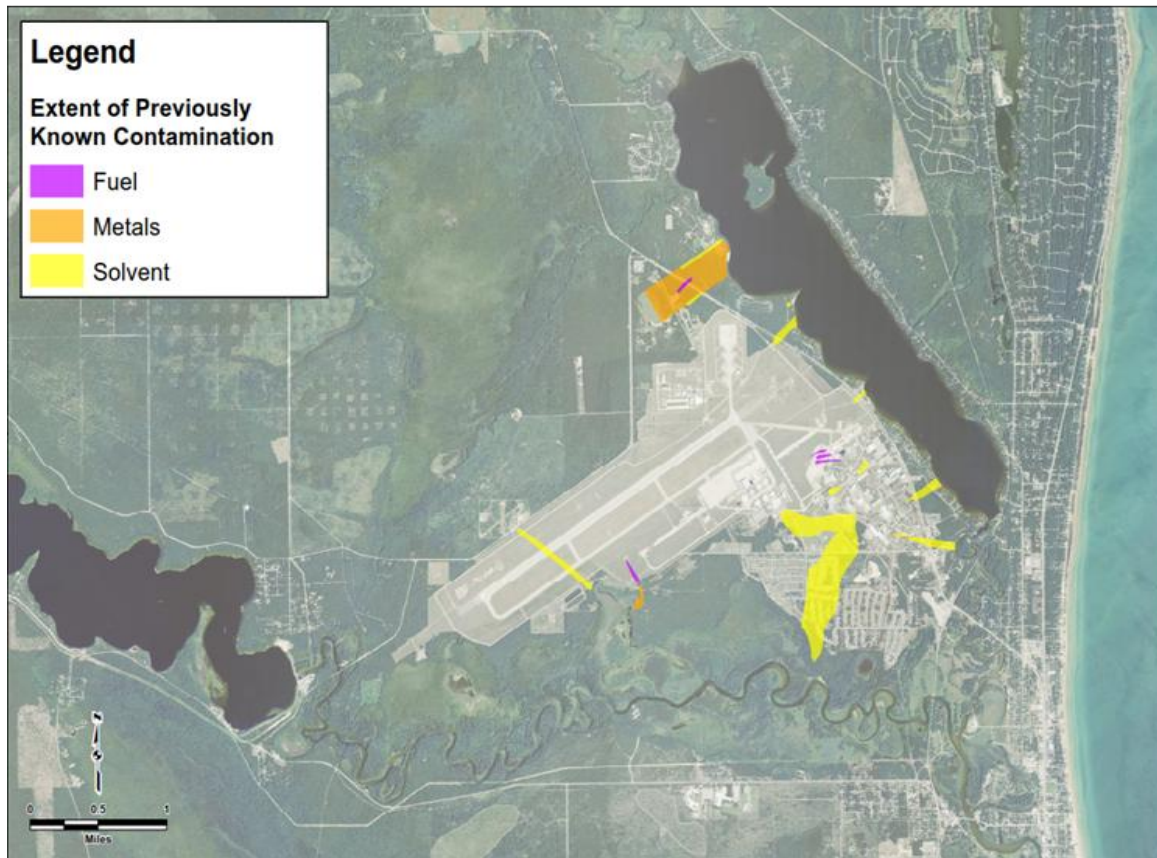 Legend
Extent of Previously
Known Contamination
Fuel
Metals
Solvent
N
0 0.5 1
Miles